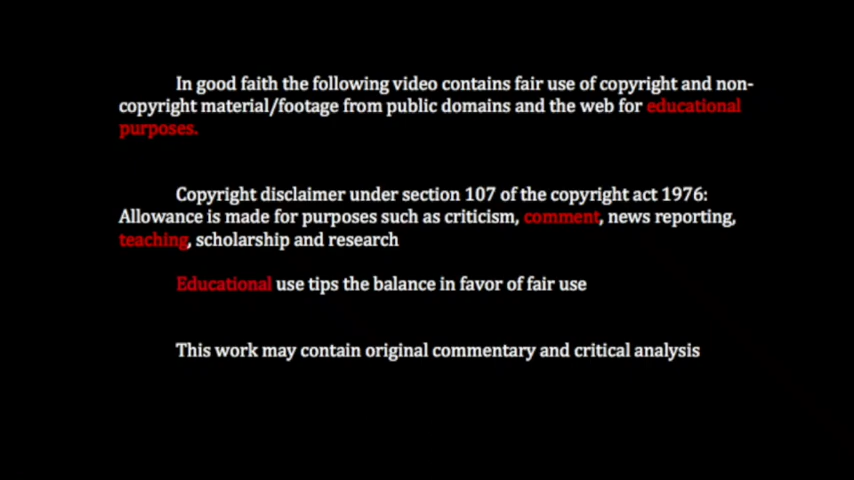 In good faith the following video contains fair use of copyright and non-
copyright material/footage from public domains and the web for educational
purposes.
Copyright disclaimer under section 107 of the copyright act 1976:
Allowance is made for purposes such as criticism, comment, news reporting,
teaching, scholarship and research
Educational use tips the balance in favor of fair use
This work may contain original commentary and critical analysis